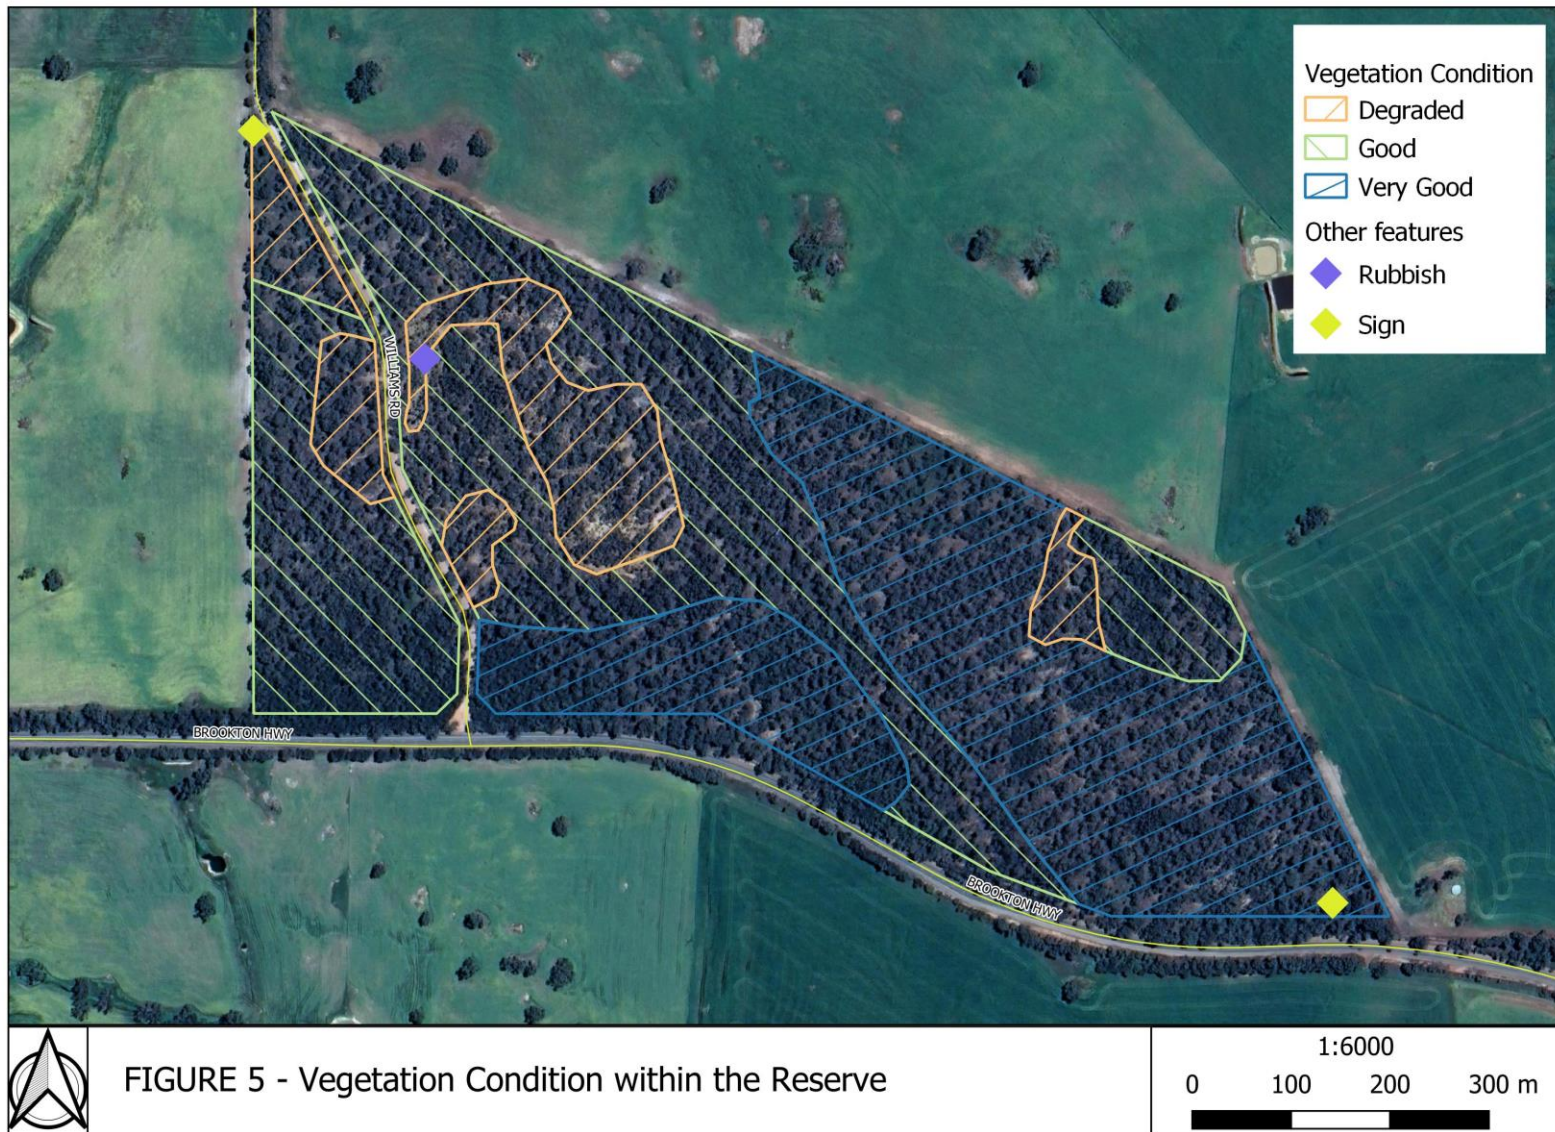 Vegetation Condition
Degraded
Good
Very Good
Other features
Rubbish
Sign
WILLIAMS RD
BROOKTON HWY
BROOKTON HWY
FIGURE 5 - Vegetation Condition within the Reserve
1:6000
0 100 200 300 m